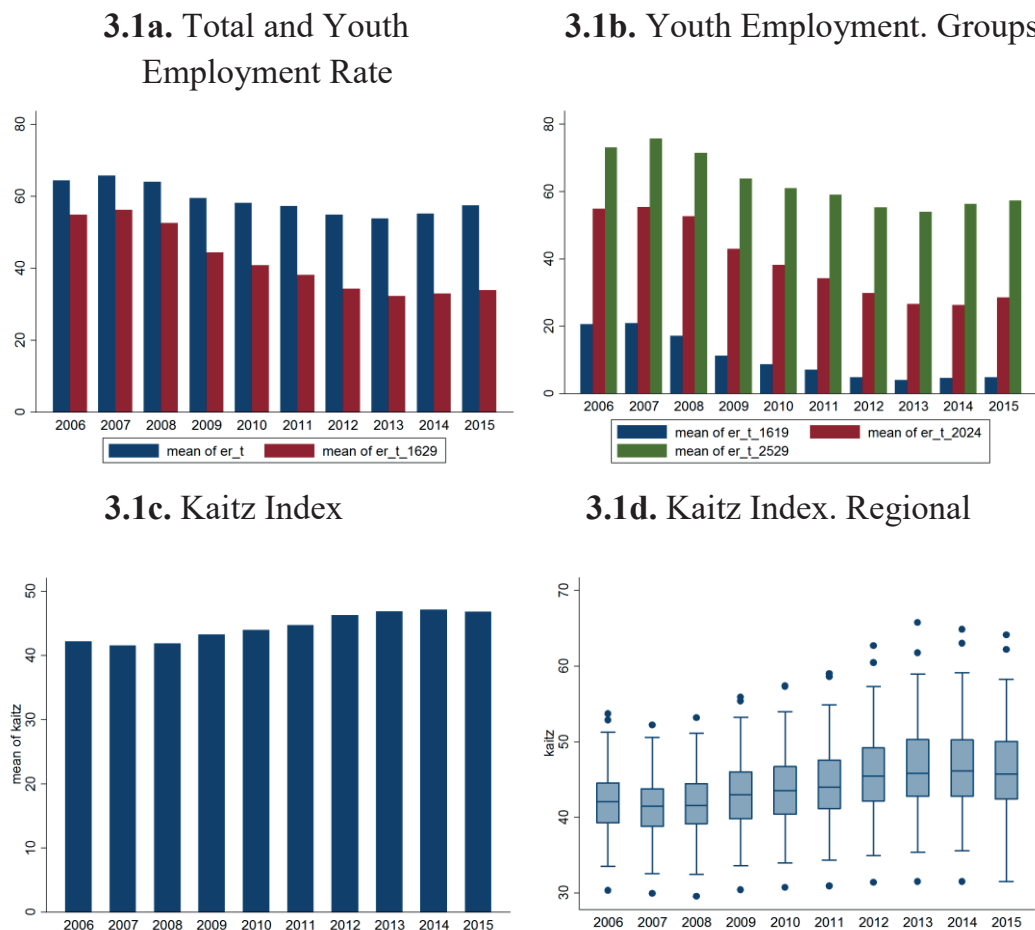 3.1a. Total and Youth
Employment Rate
80
60
40
20
0
2006 2007 2008 2009 2010 2011 2012 2013 2014 2015
mean of er_t mean of er_t_1629
3.1b. Youth Employment. Groups
80
60
40
20
0
2006 2007 2008 2009 2010 2011 2012 2013 2014 2015
mean of er_t_1619 mean of er_t_2024
mean of er_t_2529
3.1c. Kaitz Index
mean of kaitz
50
40
30
20
10
0
2006 2007 2008 2009 2010 2011 2012 2013 2014 2015
3.1d. Kaitz Index. Regional
kaitz
70
60
50
40
30
2006 2007 2008 2009 2010 2011 2012 2013 2014 2015